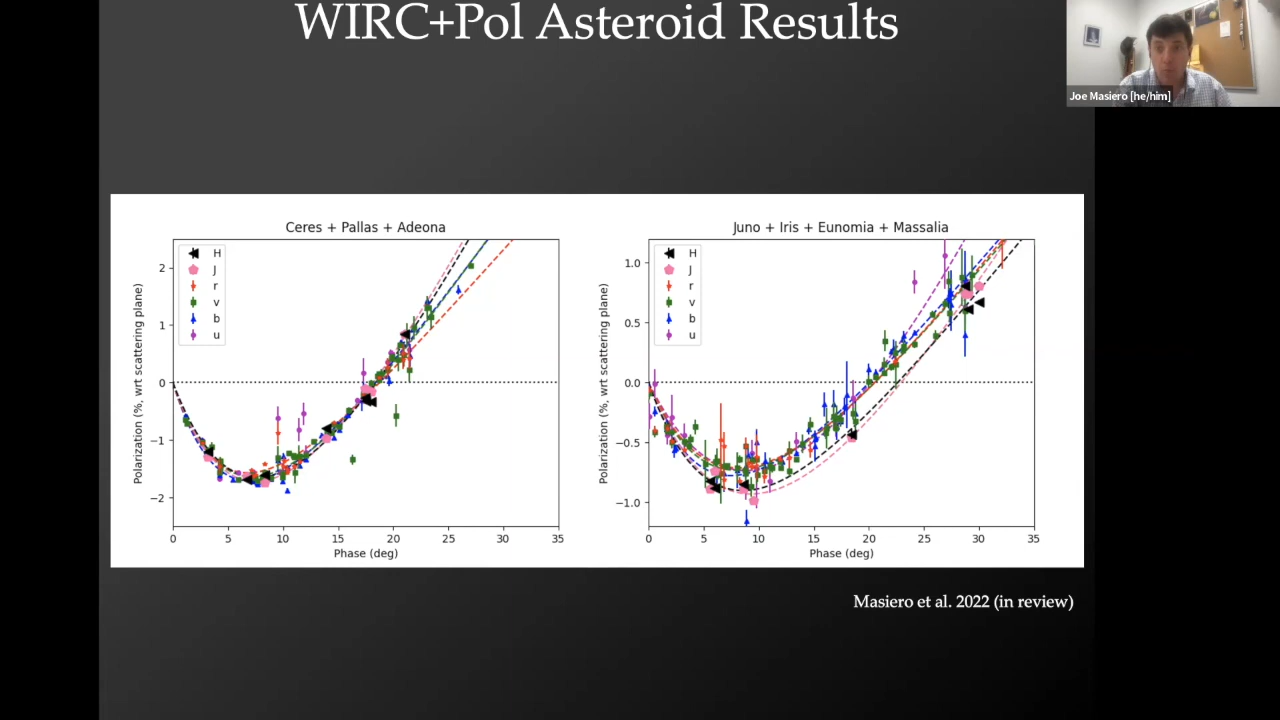 WIRC+Pol Asteroid Results
Joe Masiero [he/him]
Ceres + Pallas + Adeona
H
J
r
v
b
u
2
1
0
−1
−2
Polarization (%, wrt scattering plane)
0 5 10 15 20 25 30 35
Phase (deg)
Juno + Iris + Eunomia + Massalia
H
J
r
v
b
u
1.0
0.5
0.0
−0.5
−1.0
Polarization (%, wrt scattering plane)
0 5 10 15 20 25 30 35
Phase (deg)
Masiero et al. 2022 (in review)